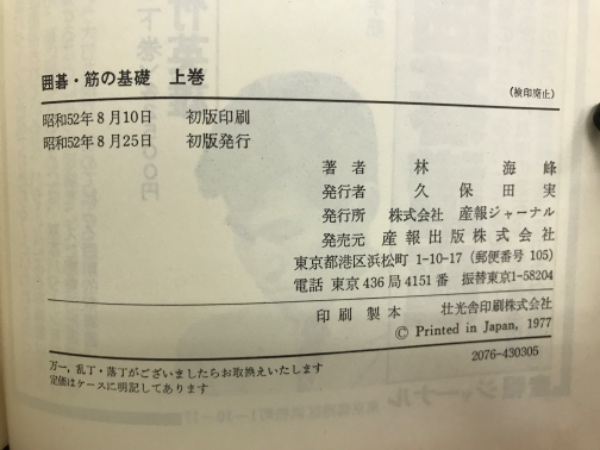 囲碁・筋の基礎 上巻
(検印廃止)
昭和52年8月10日 初版印刷
昭和52年8月25日 初版発行
著者 林海峰
発行者 久保田実
発行所 株式会社 産報ジャーナル
発売元 産報出版株式会社
東京都港区浜松町 1-10-17 (郵便番号 105)
電話 東京 436 局 4151 番 振替東京1-58204
印刷製本 壮光舎印刷株式会社
© Printed in Japan, 1977
2076-430305
万一, 乱丁・落丁がございましたらお取換えいたします
定価はケースに明記してあります